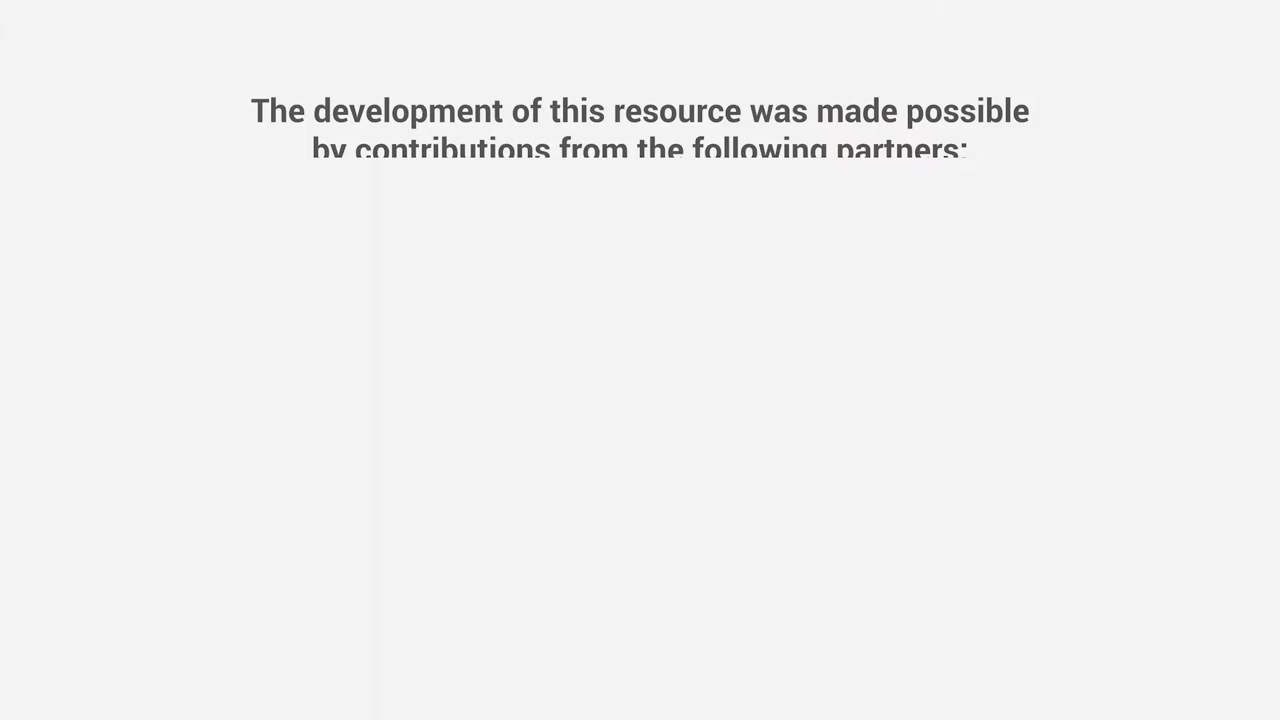 The development of this resource was made possible
by contributions from the following partners: